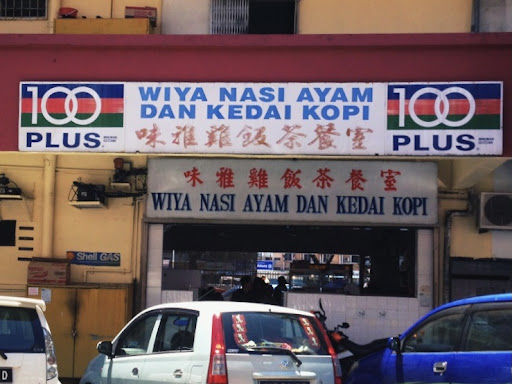 100 PLUS
WIYA NASI AYAM
DAN KEDAI KOPI
味雅雞飯茶餐室
100 PLUS
味雅雞飯茶餐室
WIYA NASI AYAM DAN KEDAI KOPI
Shell GAS